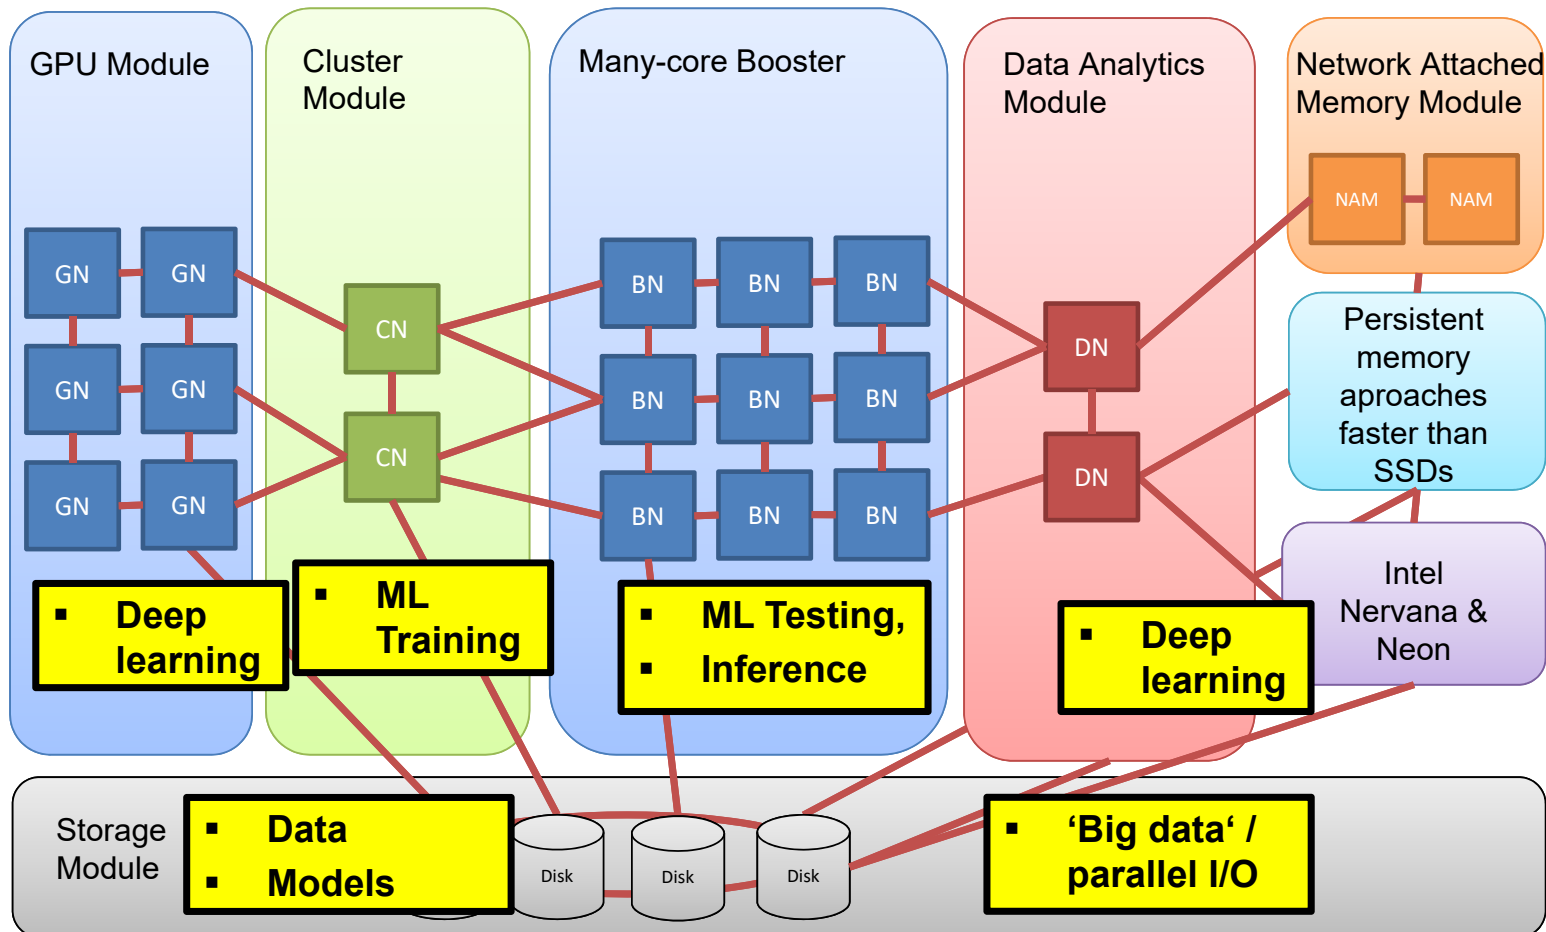 GPU Module
Cluster
Module
Many-core Booster
Data Analytics
Module
Network Attached
Memory Module
NAM
NAM
GN
GN
GN
GN
GN
GN
CN
CN
BN
BN
BN
BN
BN
BN
BN
BN
BN
DN
DN
Persistent
memory
aproaches
faster than
SSDs
Intel
Nervana &
Neon
▪ Deep
learning
▪ ML
Training
▪ ML Testing,
▪ Inference
▪ Deep
learning
Storage
Module
▪ Data
▪ Models
Disk
Disk
Disk
▪ ‘Big data‘ /
parallel I/O